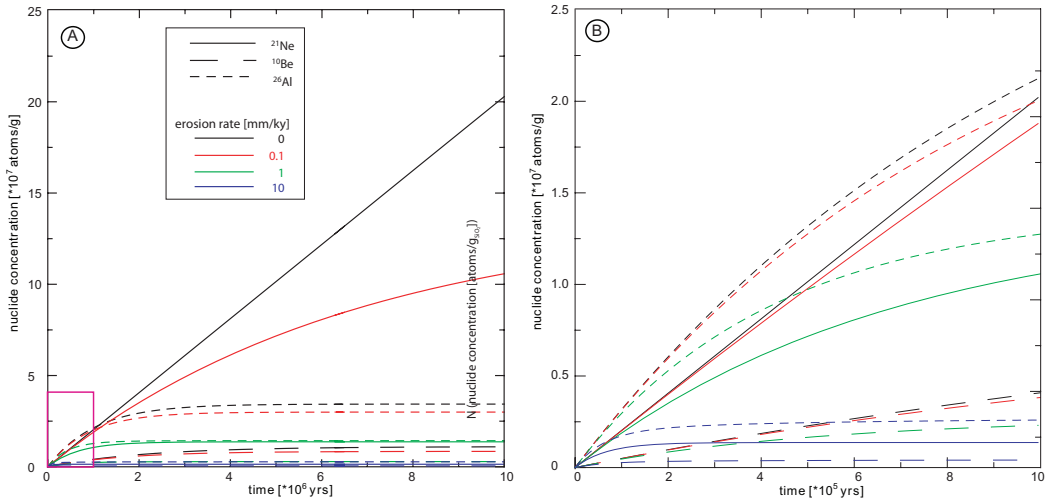 A
nuclide concentration [*10⁷ atoms/g]
25
20
15
10
5
0
²¹Ne
¹⁰Be
²⁶Al
erosion rate [mm/ky]
0
0.1
1
10
N (nuclide concentration [atoms/g_SiO₂])
0 2 4 6 8 10
time [*10⁶ yrs]
B
nuclide concentration [*10⁷ atoms/g]
2.5
2.0
1.5
1.0
0.5
0
0 2 4 6 8 10
time [*10⁵ yrs]